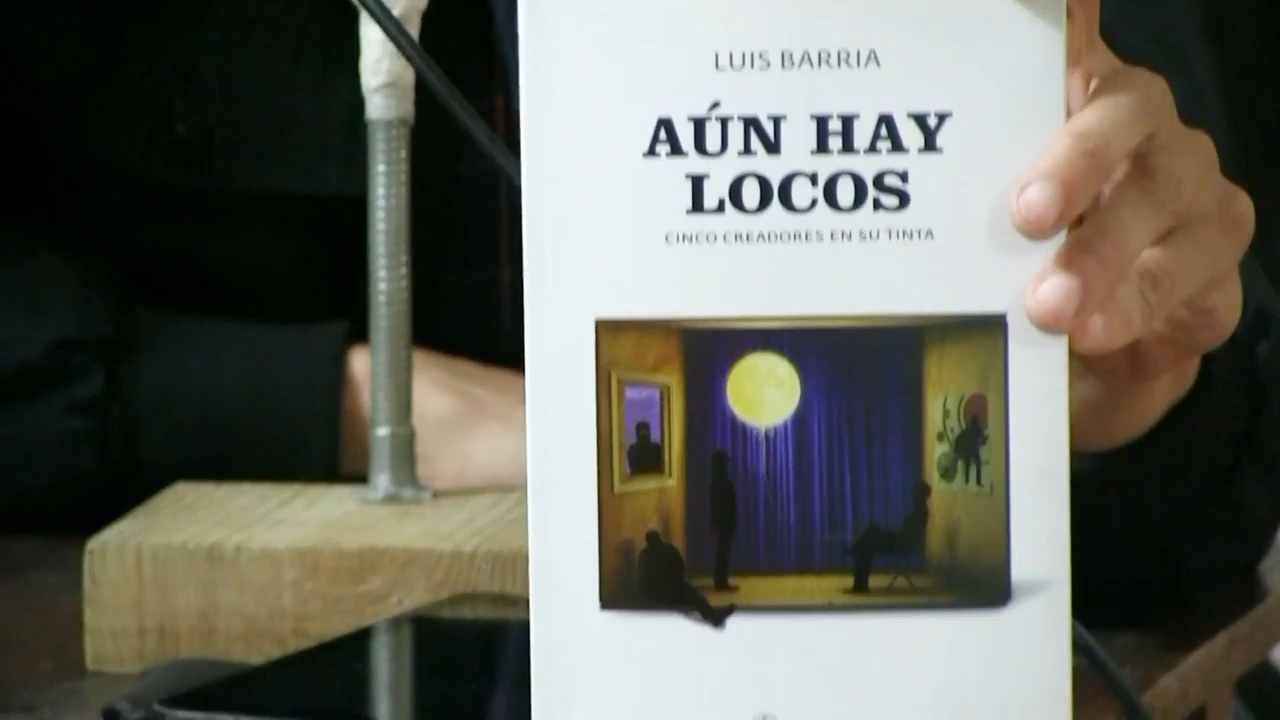 LUIS BARRIA
AÚN HAY
LOCOS
CINCO CREADORES EN SU TINTA